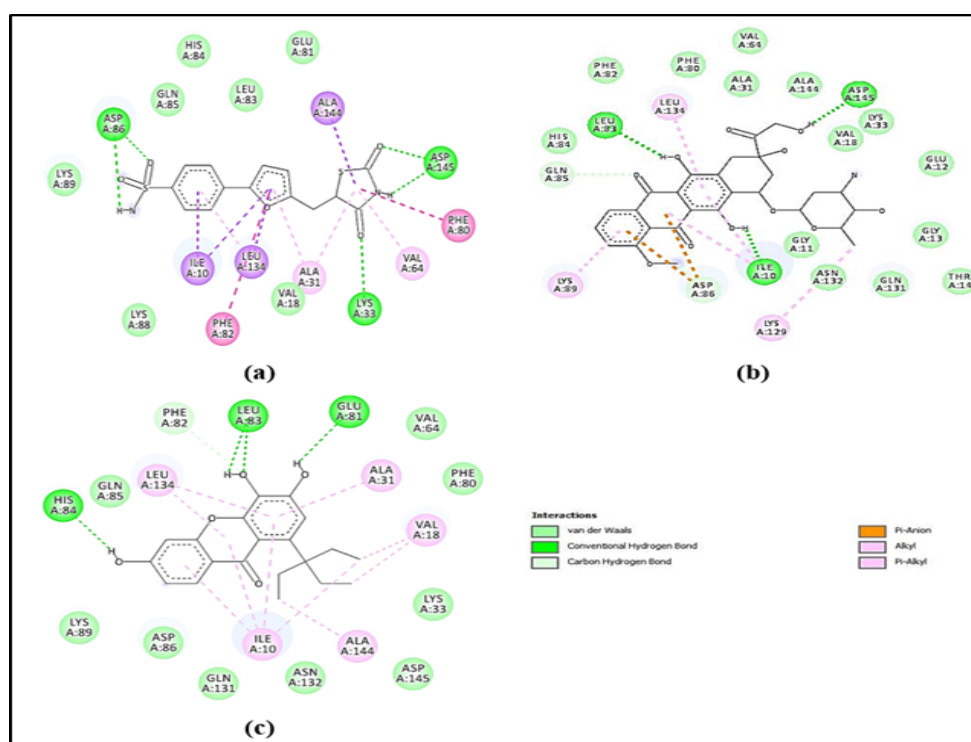 HIS
A:84
GLU
A:81
GLN
A:85
LEU
A:83
ALA
A:144
ASP
A:86
ASP
A:145
LYS
A:89
S
O
O
HN
O
S
O
NH
O
PHE
A:80
ILE
A:10
LEU
A:134
ALA
A:31
VAL
A:64
VAL
A:18
LYS
A:88
PHE
A:82
LYS
A:33
(a)
VAL
A:64
PHE
A:82
PHE
A:80
ALA
A:31
ALA
A:144
ASP
A:145
LEU
A:134
LYS
A:33
LEU
A:83
VAL
A:18
HIS
A:84
GLU
A:12
GLN
A:85
GLY
A:13
GLY
A:11
LYS
A:89
ILE
A:10
ASN
A:132
GLN
A:131
THR
A:14
ASP
A:86
LYS
A:129
(b)
PHE
A:82
LEU
A:83
GLU
A:81
VAL
A:64
LEU
A:134
ALA
A:31
PHE
A:80
GLN
A:85
HIS
A:84
VAL
A:18
LYS
A:33
LYS
A:89
ASP
A:86
ILE
A:10
ALA
A:144
GLN
A:131
ASN
A:132
ASP
A:145
(c)
Interactions
van der Waals
Conventional Hydrogen Bond
Carbon Hydrogen Bond
Pi-Anion
Alkyl
Pi-Alkyl